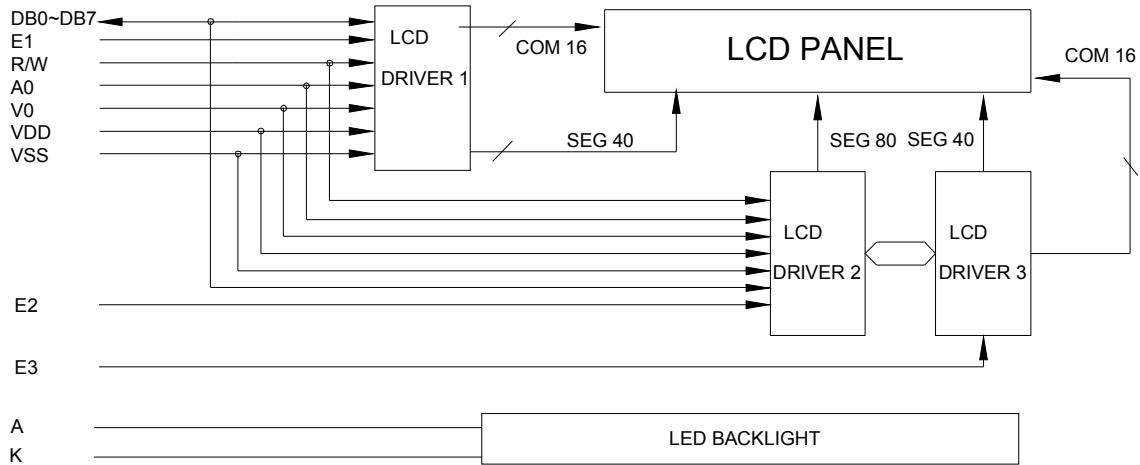 DB0~DB7
E1
R/W
A0
V0
VDD
VSS
LCD
DRIVER 1
COM 16
SEG 40
LCD PANEL
COM 16
SEG 80
SEG 40
LCD
DRIVER 2
LCD
DRIVER 3
E2
E3
A
K
LED BACKLIGHT